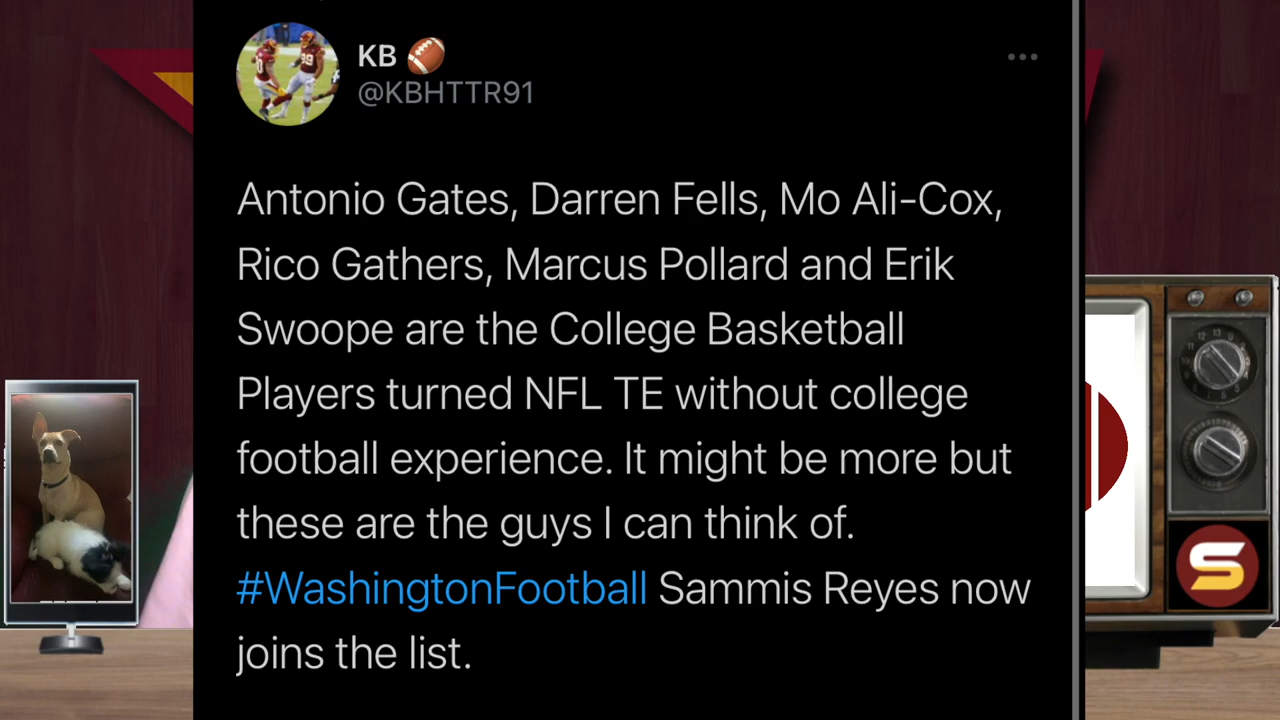 KB 🏈
@KBHTTR91
Antonio Gates, Darren Fells, Mo Ali-Cox,
Rico Gathers, Marcus Pollard and Erik
Swoope are the College Basketball
Players turned NFL TE without college
football experience. It might be more but
these are the guys I can think of.
#WashingtonFootball Sammis Reyes now
joins the list.
S